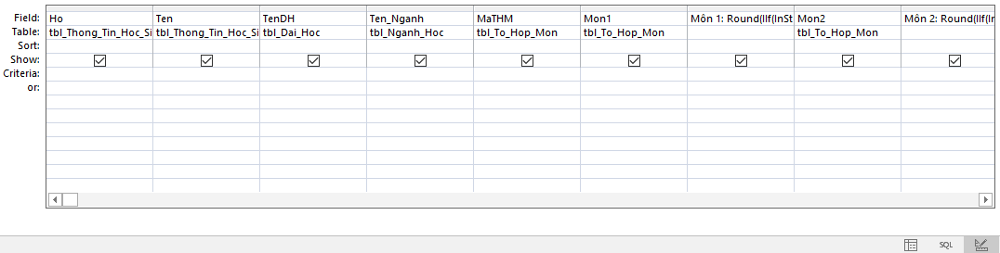 Field: Ho Ten TenDH Ten_Nganh MaTHM Mon1 Môn 1: Round(IIf(InSt Mon2 Môn 2: Round(IIf(In
Table: tbl_Thong_Tin_Hoc_Si tbl_Thong_Tin_Hoc_Si tbl_Dai_Hoc tbl_Nganh_Hoc tbl_To_Hop_Mon tbl_To_Hop_Mon tbl_To_Hop_Mon
Sort:
Show:
Criteria:
or:
SQL